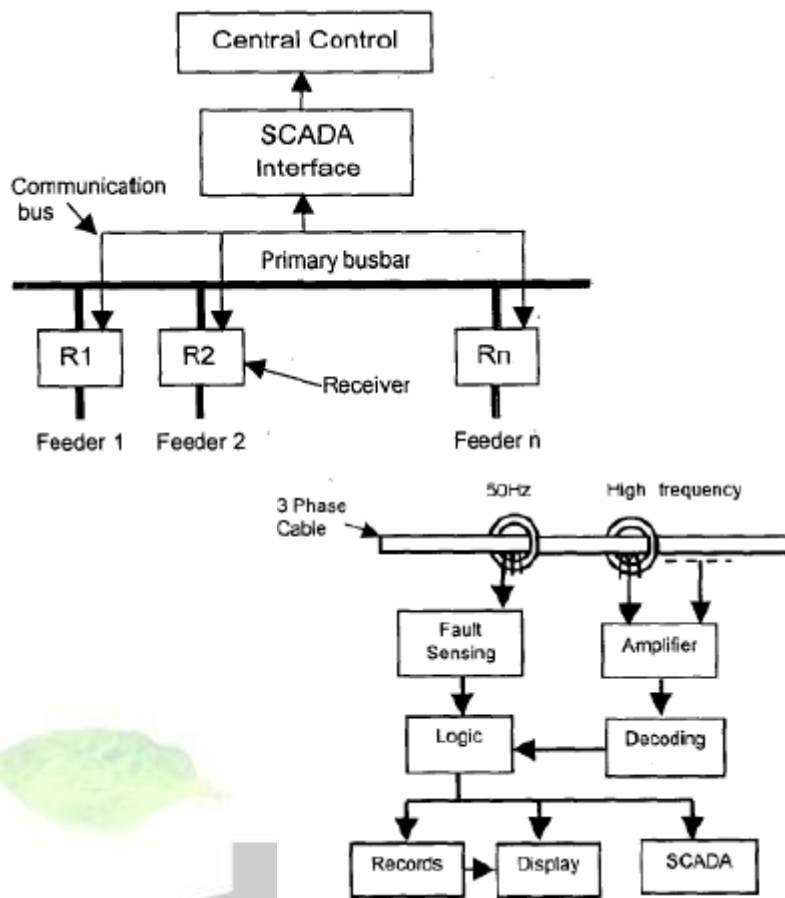 Central Control
SCADA
Interface
Communication
bus
Primary busbar
R1
R2
Rn
Receiver
Feeder 1
Feeder 2
Feeder n
50Hz
High frequency
3 Phase
Cable
Fault
Sensing
Amplifier
Logic
Decoding
Records
Display
SCADA